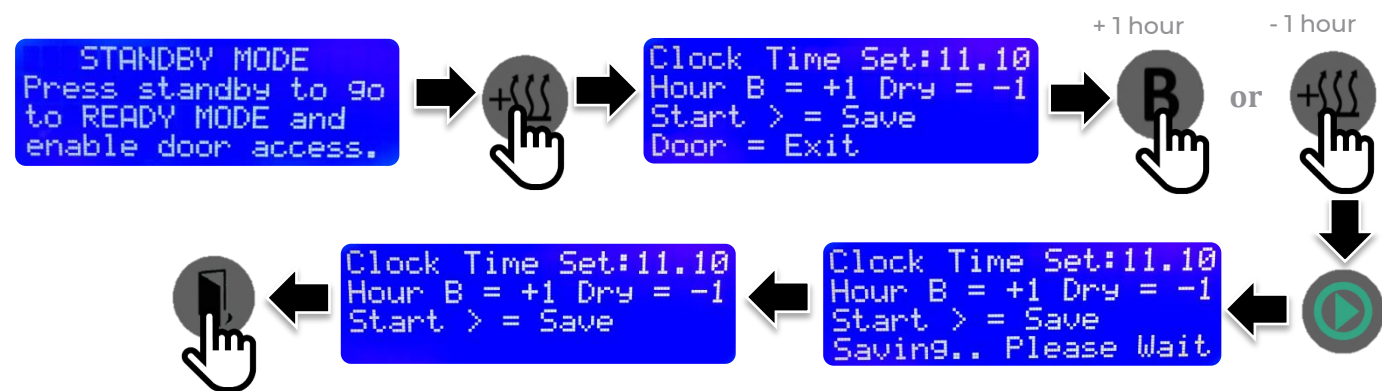 + 1 hour
- 1 hour
STANDBY MODE
Press standby to go
to READY MODE and
enable door access.
+
Clock Time Set:11.10
Hour B = +1 Dry = -1
Start > = Save
Door = Exit
B
or
+
Clock Time Set:11.10
Hour B = +1 Dry = -1
Start > = Save
Clock Time Set:11.10
Hour B = +1 Dry = -1
Start > = Save
Saving.. Please Wait